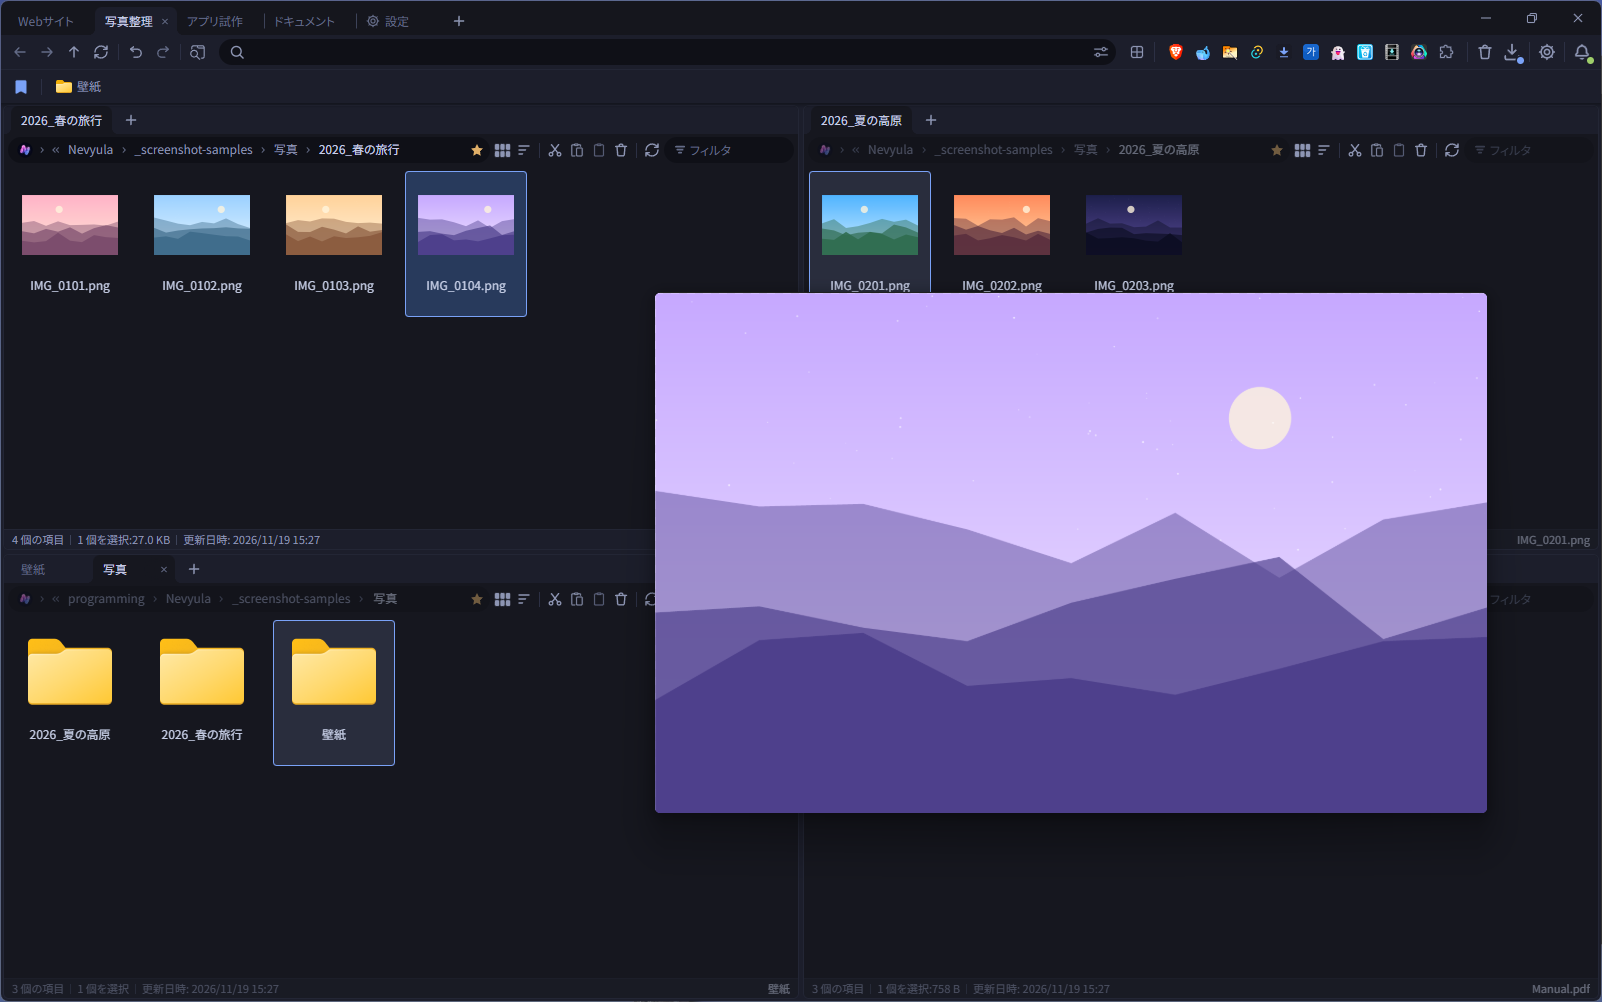 Webサイト 写真整理 アプリ試作 ドキュメント 設定
壁紙
2026_春の旅行
Nevyula _screenshot-samples 写真 2026_春の旅行 フィルタ
IMG_0101.png IMG_0102.png IMG_0103.png IMG_0104.png
4 個の項目 1 個を選択:27.0 KB 更新日時: 2026/11/19 15:27
2026_夏の高原
Nevyula _screenshot-samples 写真 2026_夏の高原 フィルタ
IMG_0201.png IMG_0202.png IMG_0203.png
IMG_0201.png
壁紙 写真
programming Nevyula _screenshot-samples 写真
2026_夏の高原 2026_春の旅行 壁紙
3 個の項目 1 個を選択 更新日時: 2026/11/19 15:27 壁紙
フィルタ
3 個の項目 1 個を選択:758 B 更新日時: 2026/11/19 15:27 Manual.pdf